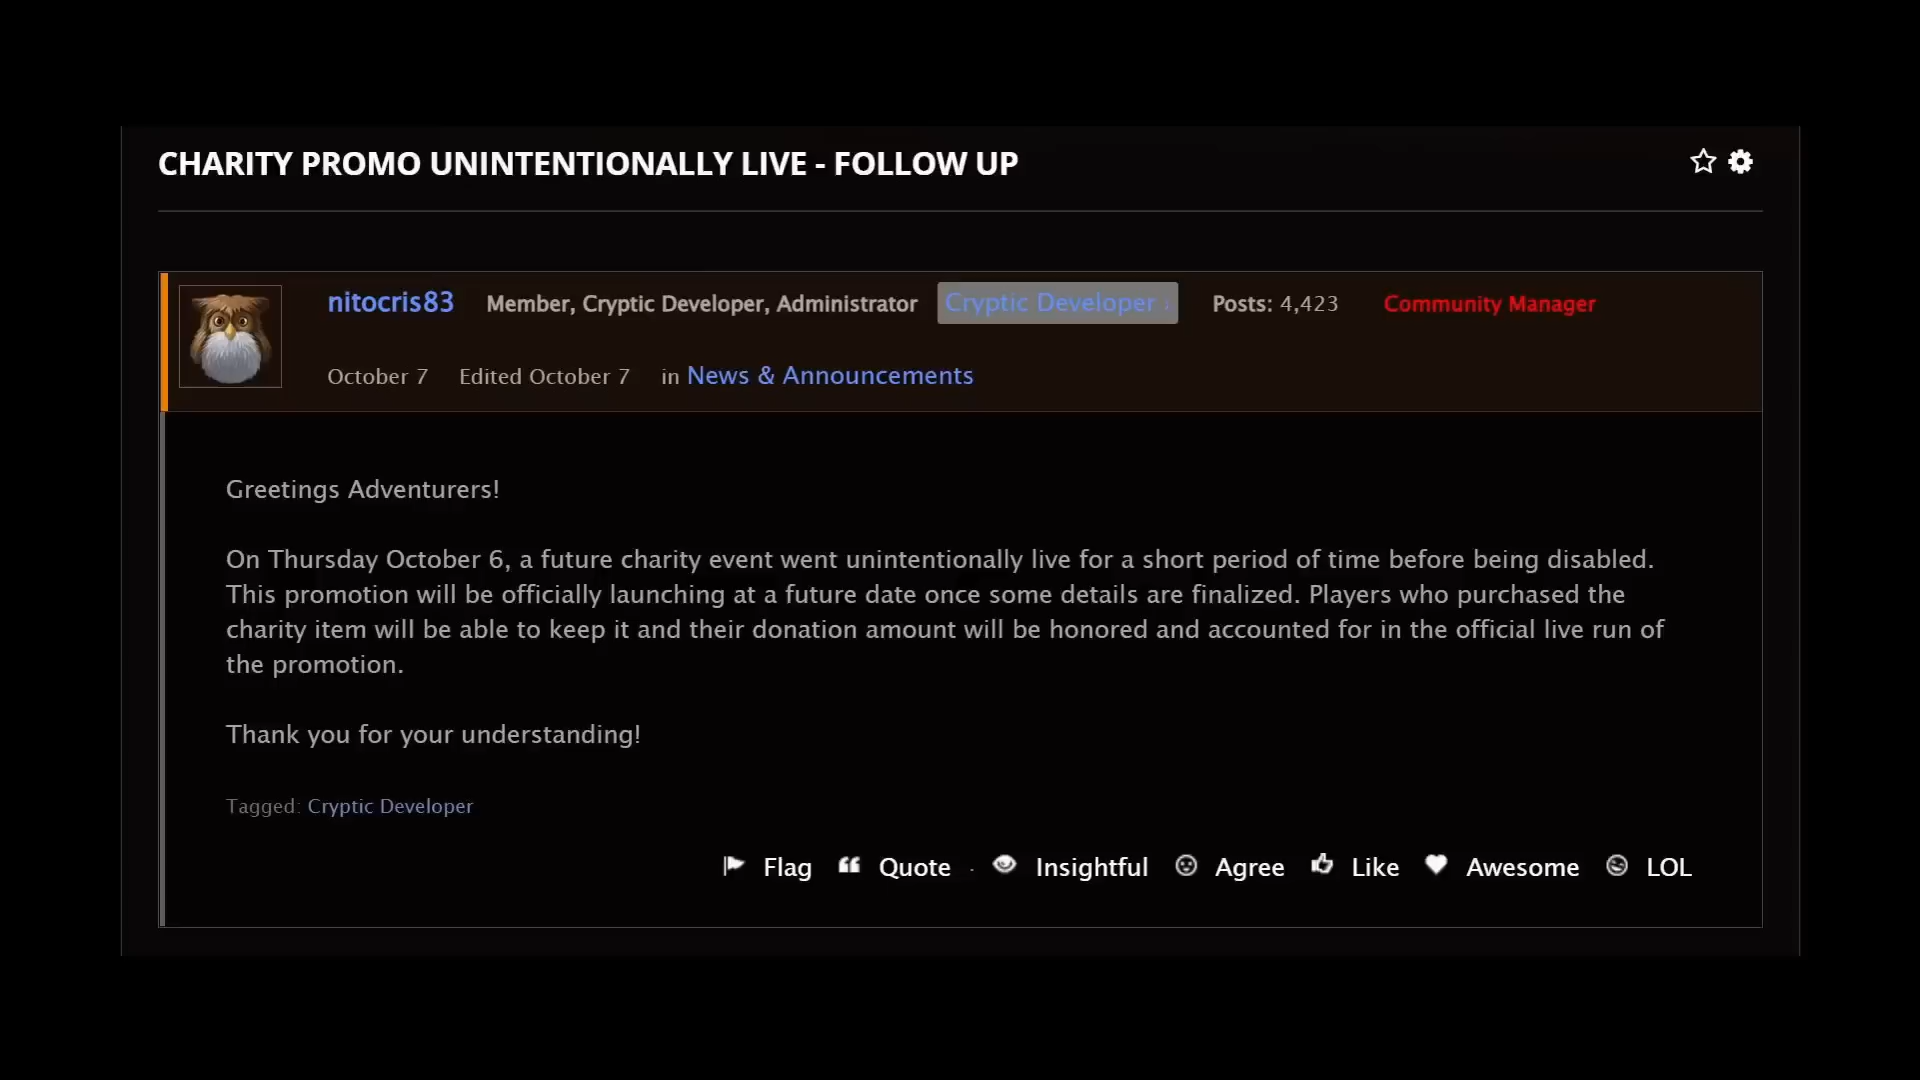 CHARITY PROMO UNINTENTIONALLY LIVE - FOLLOW UP
nitocris83 Member, Cryptic Developer, Administrator Cryptic Developer Posts: 4,423 Community Manager
October 7 Edited October 7 in News & Announcements
Greetings Adventurers!
On Thursday October 6, a future charity event went unintentionally live for a short period of time before being disabled.
This promotion will be officially launching at a future date once some details are finalized. Players who purchased the
charity item will be able to keep it and their donation amount will be honored and accounted for in the official live run of
the promotion.
Thank you for your understanding!
Tagged: Cryptic Developer
Flag Quote · Insightful Agree Like Awesome LOL